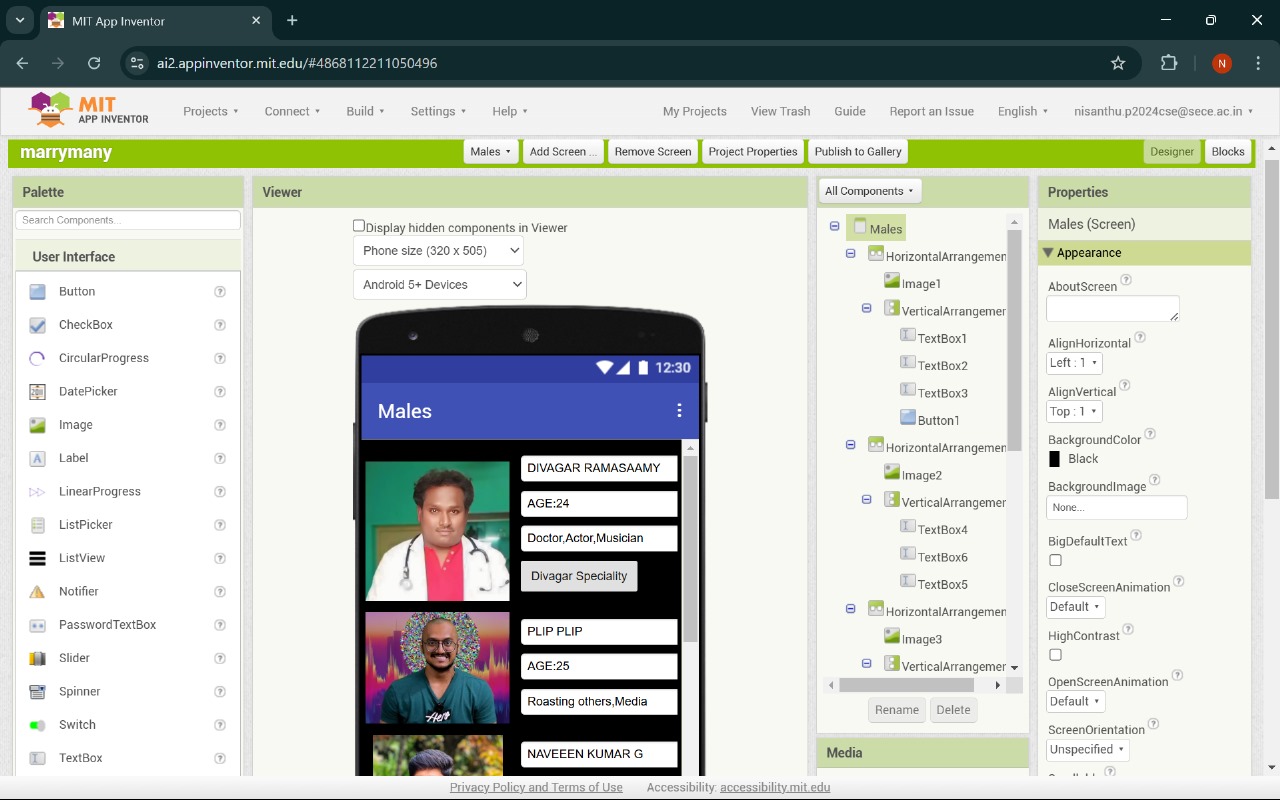 MIT App Inventor
ai2.appinventor.mit.edu/#4868112211050496
N
MIT
APP INVENTOR
Projects
Connect
Build
Settings
Help
My Projects
View Trash
Guide
Report an Issue
English
nisanthu.p2024cse@sece.ac.in
marrymany
Males
Add Screen ...
Remove Screen
Project Properties
Publish to Gallery
Designer
Blocks
Palette
Search Components...
User Interface
Button
CheckBox
CircularProgress
DatePicker
Image
Label
LinearProgress
ListPicker
ListView
Notifier
PasswordTextBox
Slider
Spinner
Switch
TextBox
Viewer
Display hidden components in Viewer
Phone size (320 x 505)
Android 5+ Devices
12:30
Males
DIVAGAR RAMASAAMY
AGE:24
Doctor,Actor,Musician
Divagar Speciality
PLIP PLIP
AGE:25
Roasting others,Media
NAVEEEN KUMAR G
All Components
Males
HorizontalArrangemen
Image1
VerticalArrangemer
TextBox1
TextBox2
TextBox3
Button1
HorizontalArrangemen
Image2
VerticalArrangemer
TextBox4
TextBox6
TextBox5
HorizontalArrangemen
Image3
VerticalArrangemer
Rename
Delete
Media
Properties
Males (Screen)
Appearance
AboutScreen
AlignHorizontal
Left : 1
AlignVertical
Top : 1
BackgroundColor
Black
BackgroundImage
None...
BigDefaultText
CloseScreenAnimation
Default
HighContrast
OpenScreenAnimation
Default
ScreenOrientation
Unspecified
Privacy Policy and Terms of Use
Accessibility: accessibility.mit.edu